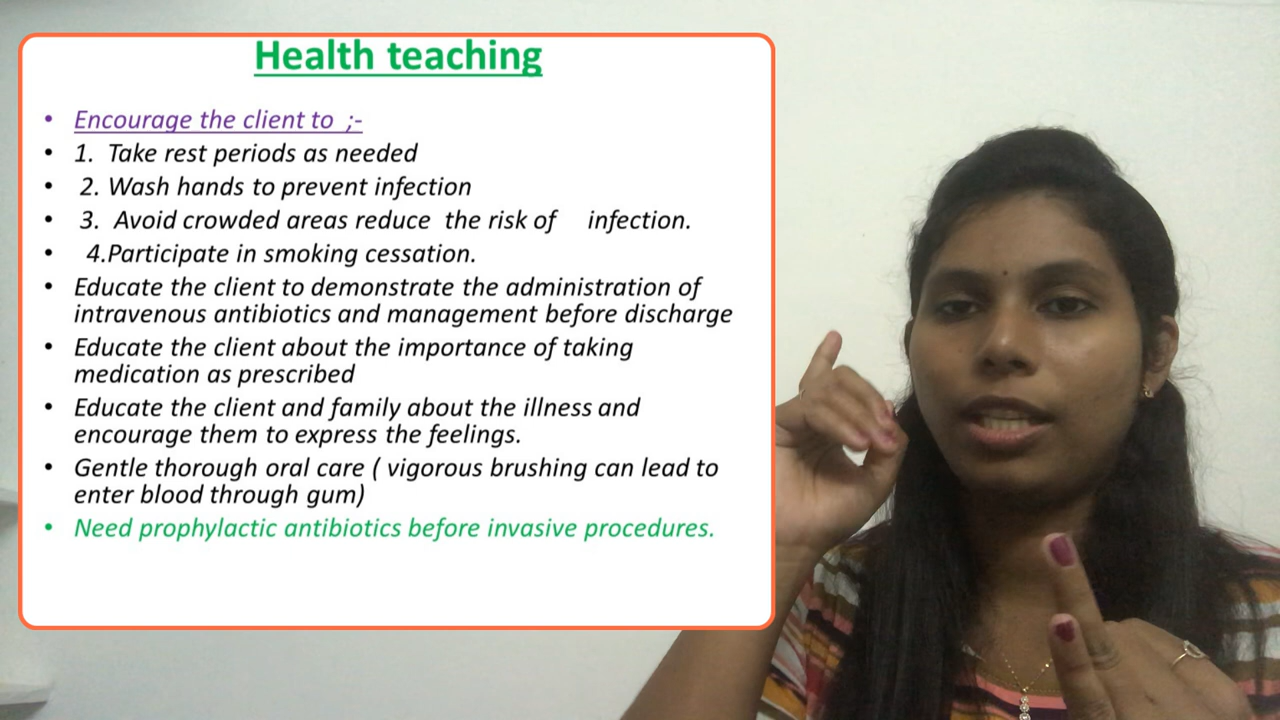 Health teaching
• Encourage the client to ;-
• 1. Take rest periods as needed
• 2. Wash hands to prevent infection
• 3. Avoid crowded areas reduce the risk of infection.
• 4.Participate in smoking cessation.
• Educate the client to demonstrate the administration of
intravenous antibiotics and management before discharge
• Educate the client about the importance of taking
medication as prescribed
• Educate the client and family about the illness and
encourage them to express the feelings.
• Gentle thorough oral care ( vigorous brushing can lead to
enter blood through gum)
• Need prophylactic antibiotics before invasive procedures.